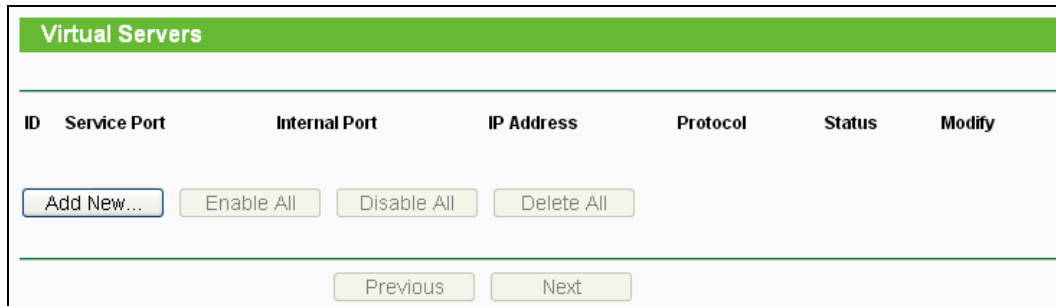 Virtual Servers
ID Service Port Internal Port IP Address Protocol Status Modify
Add New... Enable All Disable All Delete All
Previous Next